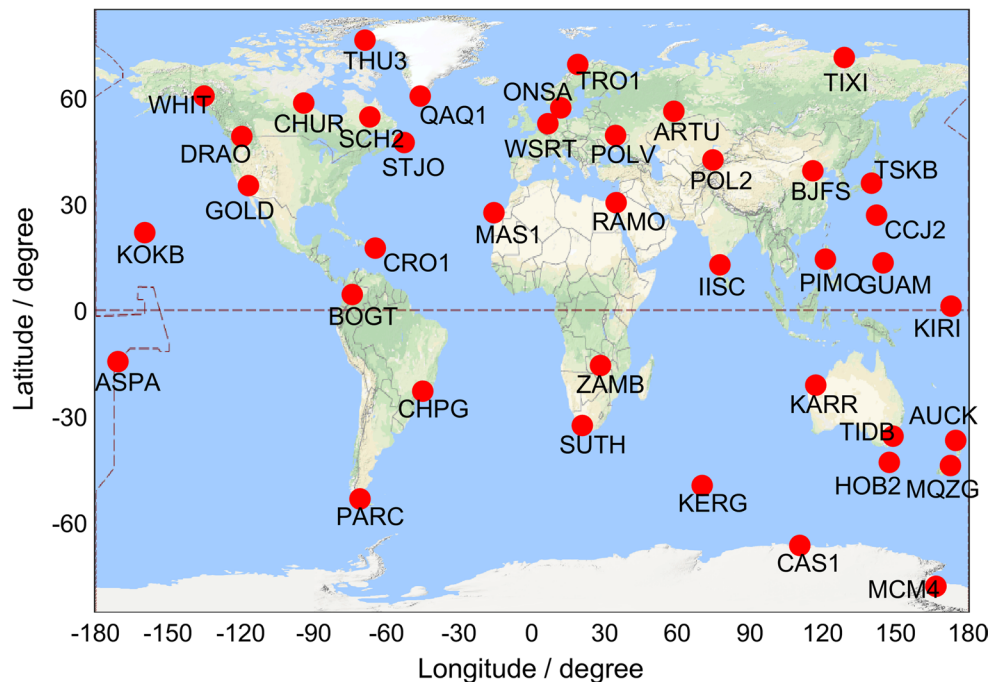 THU3
TRO1
TIXI
60
WHIT
CHUR
SCH2
QAQ1
ONSA
ARTU
DRAO
STJO
WSRT
POLV
POL2
BJFS
TSKB
30
GOLD
MAS1
RAMO
CCJ2
KOKB
CRO1
IISC
PIMO
GUAM
0
BOGT
KIRI
ASPA
ZAMB
-30
CHPG
SUTH
KARR
TIDB
AUCK
HOB2
MQZG
-60
PARC
KERG
CAS1
MCM4
Latitude / degree
-180 -150 -120 -90 -60 -30 0 30 60 90 120 150 180
Longitude / degree